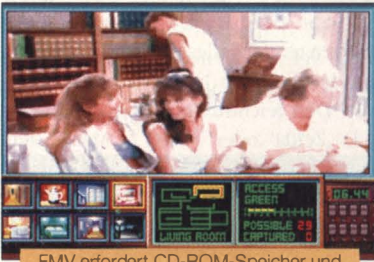 ACCESS
GREEN
06.44
POSSIBLE 29
CAPTURED 0
LIVING ROOM
FMV erfordert CD-ROM-Speicher und